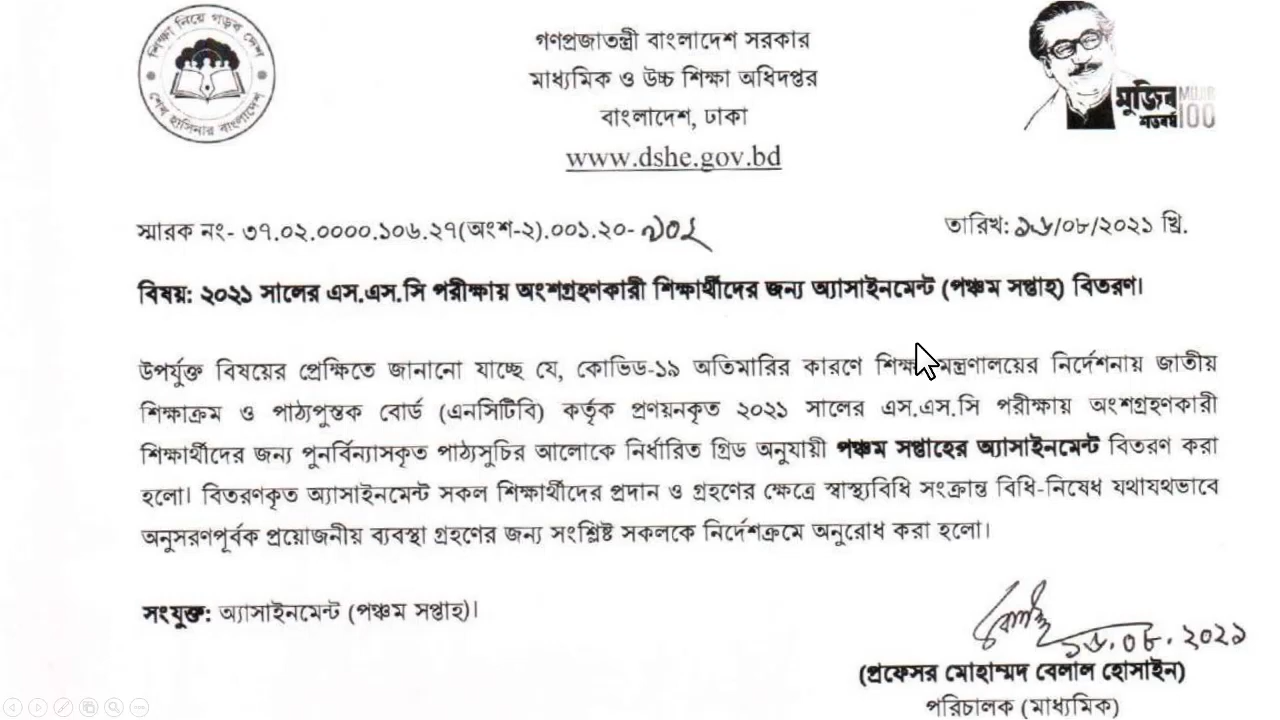 শিক্ষা নিয়ে গড়ব দেশ
শেখ হাসিনার বাংলাদেশ
গণপ্রজাতন্ত্রী বাংলাদেশ সরকার
মাধ্যমিক ও উচ্চ শিক্ষা অধিদপ্তর
বাংলাদেশ, ঢাকা
www.dshe.gov.bd
মুজিব MUJIB
শতবর্ষ 100
স্মারক নং- ৩৭.০২.০০০০.১০৬.২৭(অংশ-২).০০১.২০- ৯০২
তারিখ: ১৬/০৮/২০২১ খ্রি.
বিষয়: ২০২১ সালের এস.এস.সি পরীক্ষায় অংশগ্রহণকারী শিক্ষার্থীদের জন্য অ্যাসাইনমেন্ট (পঞ্চম সপ্তাহ) বিতরণ।
উপর্যুক্ত বিষয়ের প্রেক্ষিতে জানানো যাচ্ছে যে, কোভিড-১৯ অতিমারির কারণে শিক্ষা মন্ত্রণালয়ের নির্দেশনায় জাতীয়
শিক্ষাক্রম ও পাঠ্যপুস্তক বোর্ড (এনসিটিবি) কর্তৃক প্রণয়নকৃত ২০২১ সালের এস.এস.সি পরীক্ষায় অংশগ্রহণকারী
শিক্ষার্থীদের জন্য পুনর্বিন্যাসকৃত পাঠ্যসুচির আলোকে নির্ধারিত গ্রিড অনুযায়ী পঞ্চম সপ্তাহের অ্যাসাইনমেন্ট বিতরণ করা
হলো। বিতরণকৃত অ্যাসাইনমেন্ট সকল শিক্ষার্থীদের প্রদান ও গ্রহণের ক্ষেত্রে স্বাস্থ্যবিধি সংক্রান্ত বিধি-নিষেধ যথাযথভাবে
অনুসরণপূর্বক প্রয়োজনীয় ব্যবস্থা গ্রহণের জন্য সংশ্লিষ্ট সকলকে নির্দেশক্রমে অনুরোধ করা হলো।
সংযুক্ত: অ্যাসাইনমেন্ট (পঞ্চম সপ্তাহ)।
১৬.০৮.২০২১
(প্রফেসর মোহাম্মদ বেলাল হোসাইন)
পরিচালক (মাধ্যমিক)